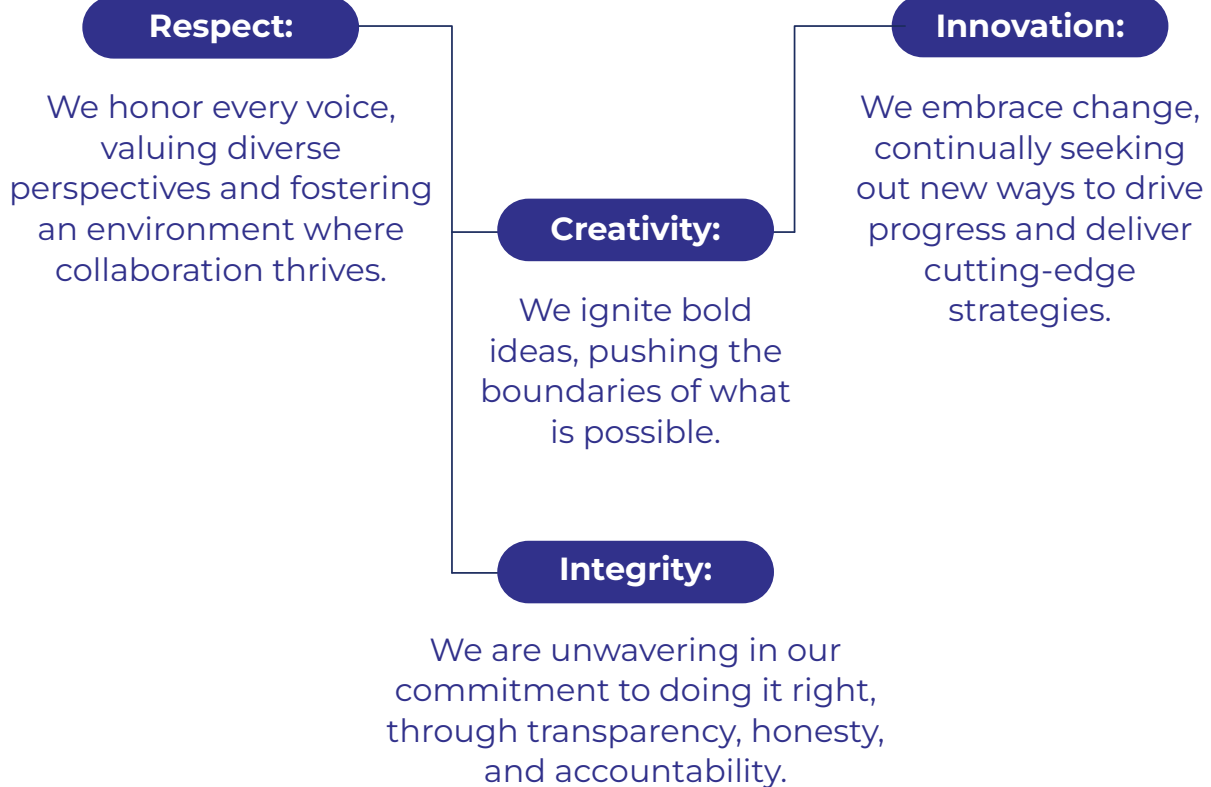 Respect:
We honor every voice,
valuing diverse
perspectives and fostering
an environment where
collaboration thrives.
Creativity:
We ignite bold
ideas, pushing the
boundaries of what
is possible.
Innovation:
We embrace change,
continually seeking
out new ways to drive
progress and deliver
cutting-edge
strategies.
Integrity:
We are unwavering in our
commitment to doing it right,
through transparency, honesty,
and accountability.